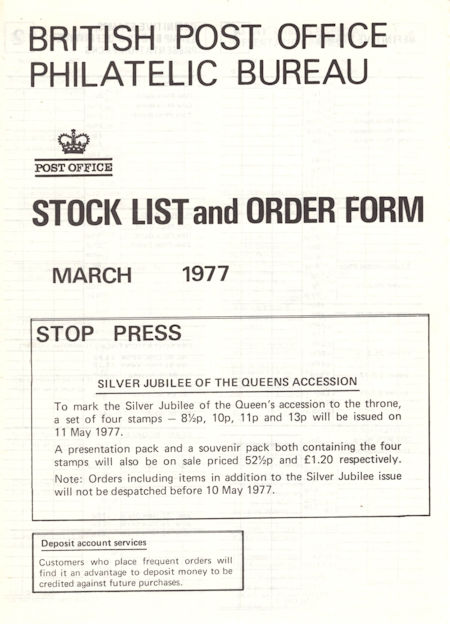 BRITISH POST OFFICE
PHILATELIC BUREAU
POST OFFICE
STOCK LIST and ORDER FORM
MARCH 1977
STOP PRESS
SILVER JUBILEE OF THE QUEENS ACCESSION
To mark the Silver Jubilee of the Queen's accession to the throne,
a set of four stamps – 8½p, 10p, 11p and 13p will be issued on
11 May 1977.
A presentation pack and a souvenir pack both containing the four
stamps will also be on sale priced 52½p and £1.20 respectively.
Note: Orders including items in addition to the Silver Jubilee issue
will not be despatched before 10 May 1977.
Deposit account services
Customers who place frequent orders will
find it an advantage to deposit money to be
credited against future purchases.